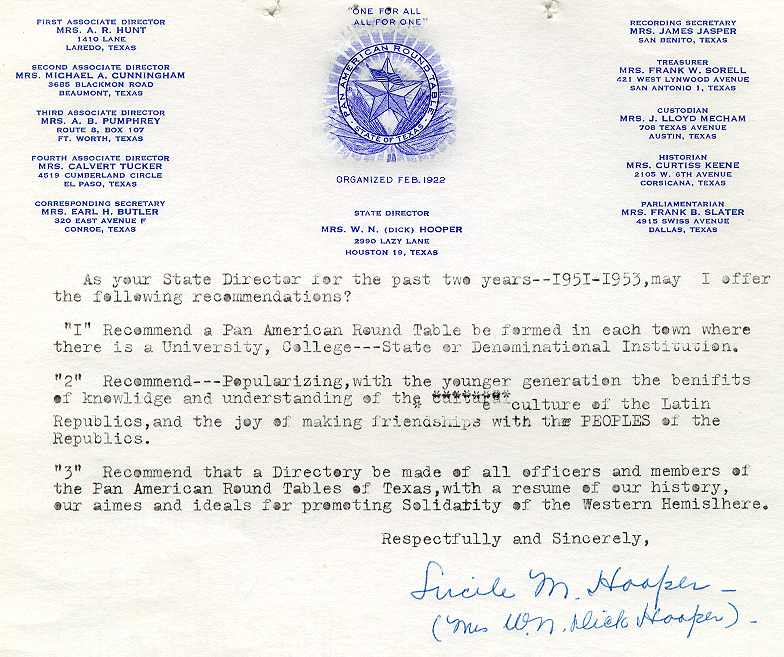 "ONE FOR ALL
ALL FOR ONE"
PAN AMERICAN ROUND TABLE
STATE OF TEXAS
ORGANIZED FEB. 1922
STATE DIRECTOR
MRS. W. N. (DICK) HOOPER
2990 LAZY LANE
HOUSTON 19, TEXAS
FIRST ASSOCIATE DIRECTOR
MRS. A. R. HUNT
1410 LANE
LAREDO, TEXAS
SECOND ASSOCIATE DIRECTOR
MRS. MICHAEL A. CUNNINGHAM
3685 BLACKMON ROAD
BEAUMONT, TEXAS
THIRD ASSOCIATE DIRECTOR
MRS. A. B. PUMPHREY
ROUTE 8, BOX 107
FT. WORTH, TEXAS
FOURTH ASSOCIATE DIRECTOR
MRS. CALVERT TUCKER
4519 CUMBERLAND CIRCLE
EL PASO, TEXAS
CORRESPONDING SECRETARY
MRS. EARL H. BUTLER
320 EAST AVENUE F
CONROE, TEXAS
RECORDING SECRETARY
MRS. JAMES JASPER
SAN BENITO, TEXAS
TREASURER
MRS. FRANK W. SORELL
421 WEST LYNWOOD AVENUE
SAN ANTONIO 1, TEXAS
CUSTODIAN
MRS. J. LLOYD MECHAM
708 TEXAS AVENUE
AUSTIN, TEXAS
HISTORIAN
MRS. CURTISS KEENE
2105 W. 6TH AVENUE
CORSICANA, TEXAS
PARLIAMENTARIAN
MRS. FRANK B. SLATER
4915 SWISS AVENUE
DALLAS, TEXAS
As your State Director for the past two years--I95I-I953,may I offer
the following recommendations?
"I" Recommend a Pan American Round Table be formed in each town where
there is a University, College---State or Denominational Institution.
"2" Recommend---Popularizing,with the younger generation the benifits
of knowlidge and understanding of the culture of the Latin
Republics,and the joy of making friendships with the PEOPLES of the
Republics.
"3" Recommend that a Directory be made of all officers and members of
the Pan American Round Tables of Texas,with a resume of our history,
our aimes and ideals for promoting Solidatity of the Western Hemislhere.
Respectfully and Sincerely,
Lucile M. Hooper —
(Mrs W.N. Dick Hooper) -